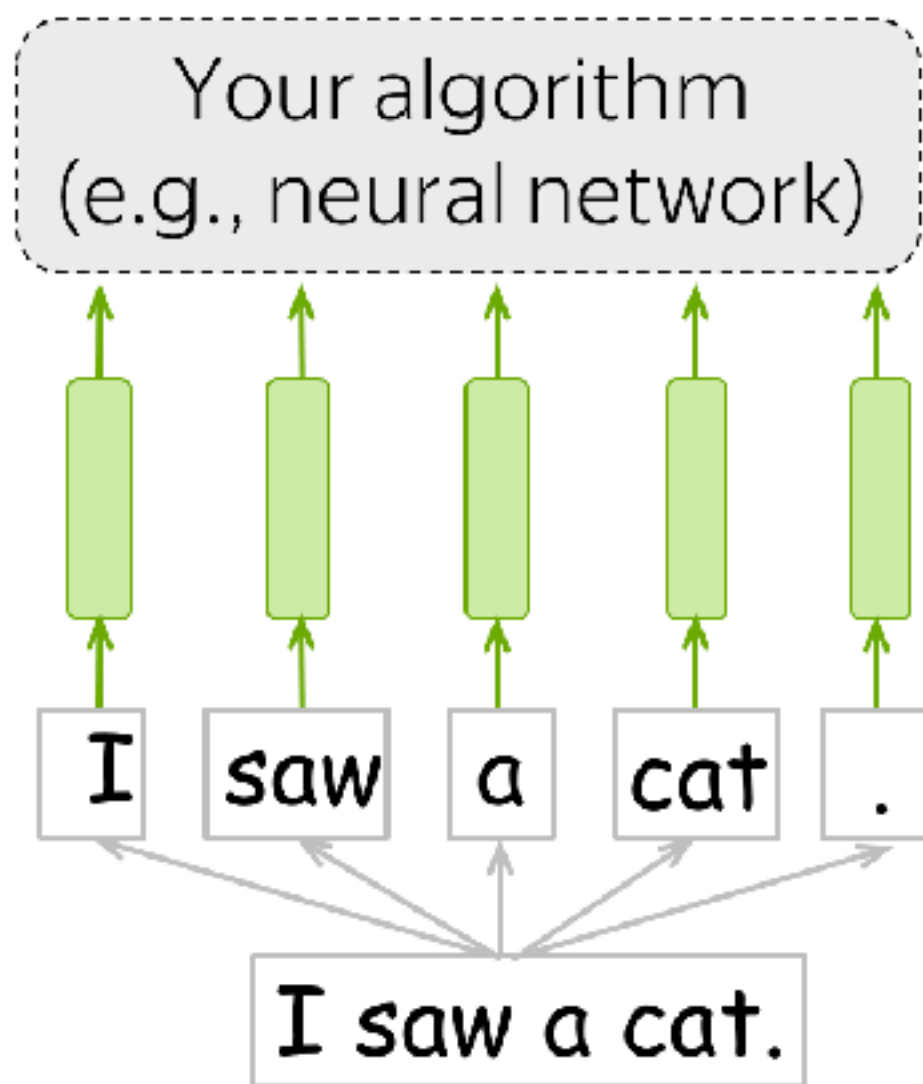 Your algorithm
(e.g., neural network)
I saw a cat .
I saw a cat.